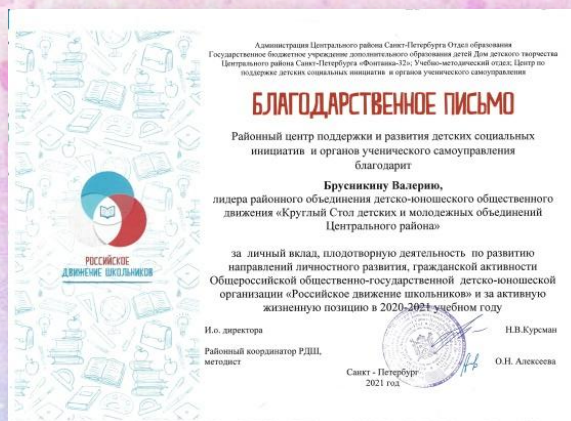 Администрация Центрального района Санкт-Петербурга Отдел образования
Государственное бюджетное учреждение дополнительного образования детей Дом детского творчества
Центрального района Санкт-Петербурга «Фонтанка-32»; Учебно-методический отдел; Центр по
поддержке детских социальных инициатив и органов ученического самоуправления
БЛАГОДАРСТВЕННОЕ ПИСЬМО
Районный центр поддержки и развития детских социальных
инициатив и органов ученического самоуправления
благодарит
Брусникину Валерию,
лидера районного объединения детско-юношеского общественного
движения «Круглый Стол детских и молодежных объединений
Центрального района»
за личный вклад, плодотворную деятельность по развитию
направлений личностного развития, гражданской активности
Общероссийской общественно-государственной детско-юношеской
организации «Российское движение школьников» и за активную
жизненную позицию в 2020-2021 учебном году
И.о. директора Н.В.Курсман
Районный координатор РДШ,
методист О.Н. Алексеева
Санкт - Петербург
2021 год
РОССИЙСКОЕ
ДВИЖЕНИЕ ШКОЛЬНИКОВ